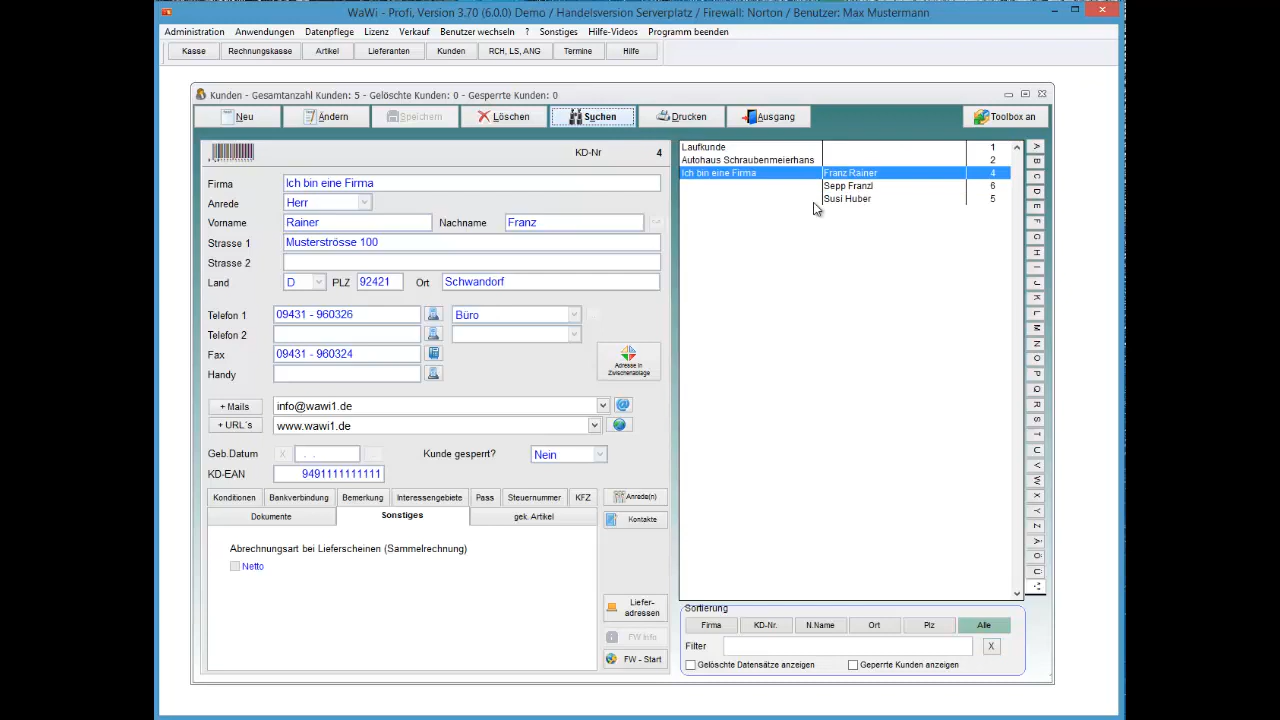 WaWi - Profi, Version 3.70 (6.0.0) Demo / Handelsversion Serverplatz / Firewall: Norton / Benutzer: Max Mustermann
Administration Anwendungen Datenpflege Lizenz Verkauf Benutzer wechseln ? Sonstiges Hilfe-Videos Programm beenden
Kasse Rechnungskasse Artikel Lieferanten Kunden RCH, LS, ANG Termine Hilfe
Kunden - Gesamtanzahl Kunden: 5 - Gelöschte Kunden: 0 - Gesperrte Kunden: 0
Neu Ändern Speichern Löschen Suchen Drucken Ausgang Toolbox an
KD-Nr 4
Firma Ich bin eine Firma
Anrede Herr
Vorname Rainer Nachname Franz
Strasse 1 Musterströsse 100
Strasse 2
Land D PLZ 92421 Ort Schwandorf
Telefon 1 09431 - 960326 Büro
Telefon 2
Fax 09431 - 960324
Handy
Adresse in
Zwischenablage
+ Mails info@wawi1.de
+ URL´s www.wawi1.de
Geb.Datum X . . Kunde gesperrt? Nein
KD-EAN 9491111111111
Konditionen Bankverbindung Bemerkung Interessengebiete Pass Steuernummer KFZ
Dokumente Sonstiges gek. Artikel
Anrede(n)
Kontakte
Abrechnungsart bei Lieferscheinen (Sammelrechnung)
Netto
Liefer-
adressen
FW Info
FW - Start
Laufkunde 1
Autohaus Schraubenmeierhans 2
Ich bin eine Firma Franz Rainer 4
Sepp Franzl 6
Susi Huber 5
A
B
C
D
E
F
G
H
I
J
K
L
M
N
O
P
Q
R
S
T
U
V
W
X
Y
Z
Ä
Ö
Ü
Sortierung
Firma KD-Nr. N.Name Ort Plz Alle
Filter X
Gelöschte Datensätze anzeigen Geperrte Kunden anzeigen